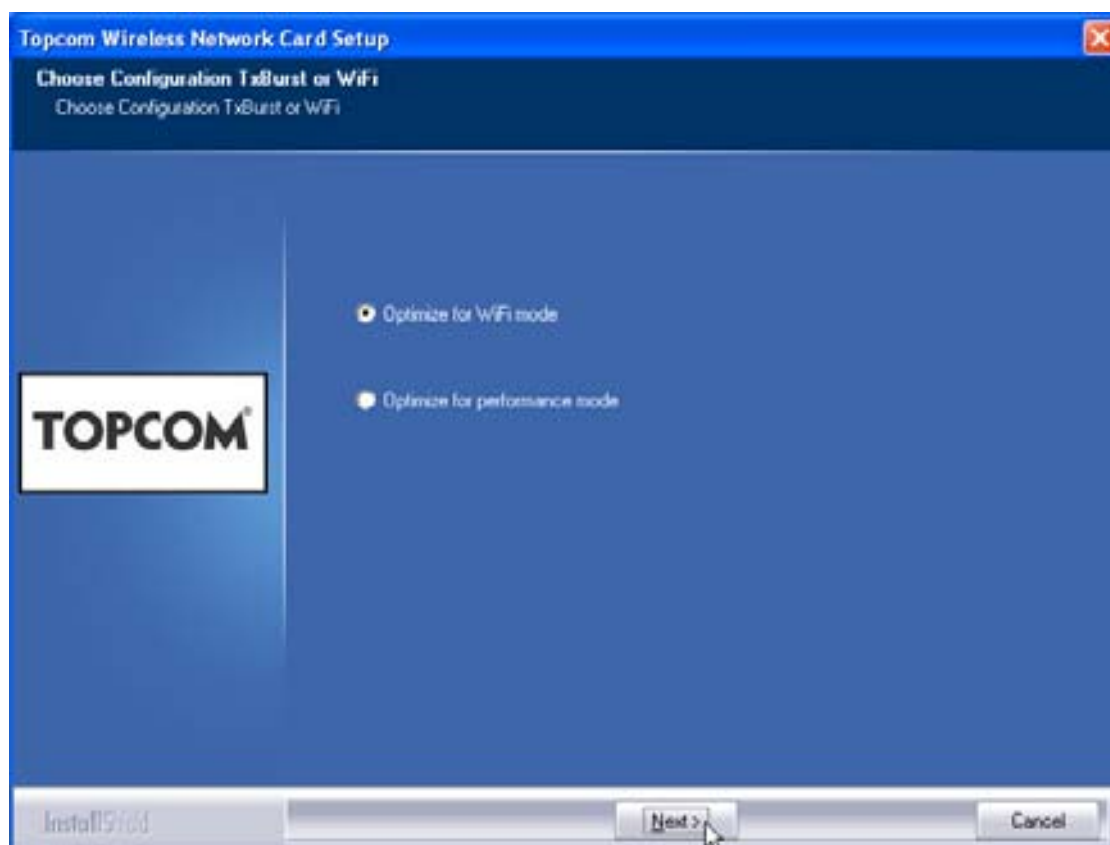 Topcom Wireless Network Card Setup
Choose Configuration TxBurst or WiFi
Choose Configuration TxBurst or WiFi
Optimize for WiFi mode
Optimize for performance mode
TOPCOM®
InstallShield
Next >
Cancel